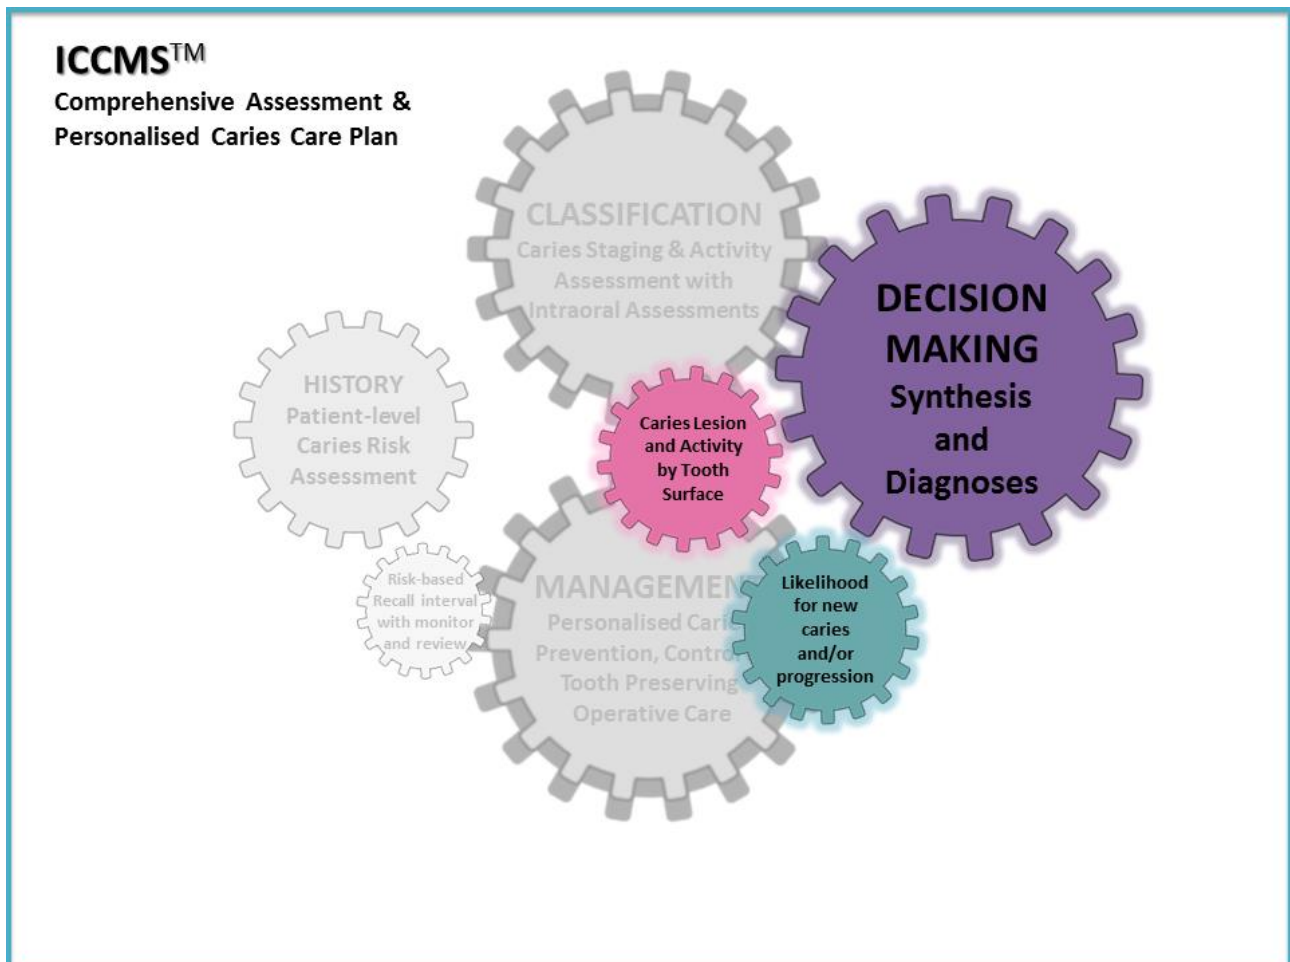 ICCMS™
Comprehensive Assessment &
Personalised Caries Care Plan
CLASSIFICATION
Caries Staging & Activity
Assessment with
Intraoral Assessments
DECISION
MAKING
Synthesis
and
Diagnoses
HISTORY
Patient-level
Caries Risk
Assessment
Caries Lesion
and Activity
by Tooth
Surface
Risk-based
Recall interval
with monitor
and review
MANAGEMEN
Personalised Cari
Prevention, Control
Tooth Preserving
Operative Care
Likelihood
for new
caries
and/or
progression